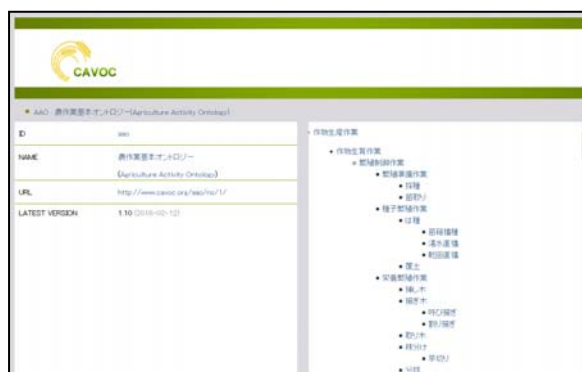 CAVOC
AAO : 農作業基本オントロジー(Agriculture Activity Ontology)
ID aao
NAME 農作業基本オントロジー
(Agriculture Activity Ontology)
URL http://www.cavoc.org/aao/ns/1/
LATEST VERSION 1.10 (2016-02-12)
作物生産作業
作物生育作業
繁殖制御作業
繁殖準備作業
採種
苗取り
種子繁殖作業
は種
苗箱播種
湛水直播
乾田直播
覆土
栄養繁殖作業
挿し木
接ぎ木
呼び接ぎ
割り接ぎ
取り木
株分け
芽切り
分球